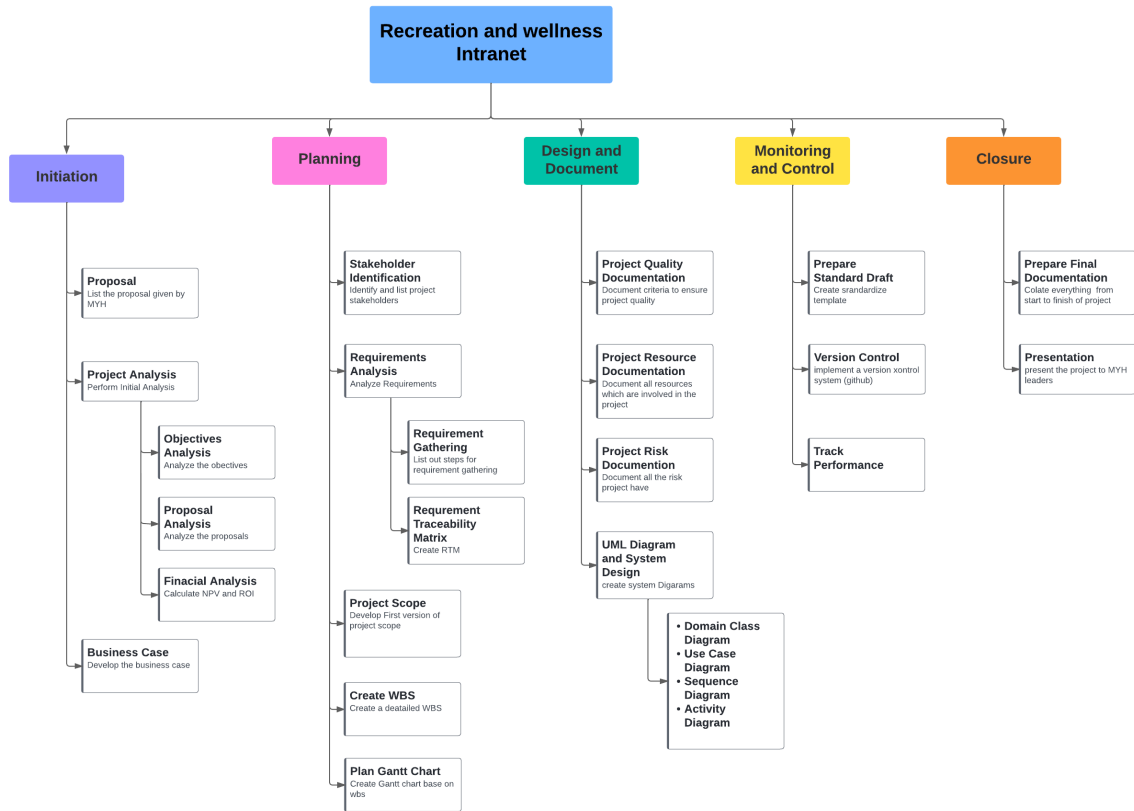 Recreation and wellness
Intranet
Initiation
Planning
Design and
Document
Monitoring
and Control
Closure
Proposal
List the proposal given by
MYH
Project Analysis
Perform Initial Analysis
Objectives
Analysis
Analyze the obectives
Proposal
Analysis
Analyze the proposals
Finacial Analysis
Calculate NPV and ROI
Business Case
Develop the business case
Stakeholder
Identification
Identify and list project
stakeholders
Requirements
Analysis
Analyze Requirements
Requirement
Gathering
List out steps for
requirement gathering
Requrement
Traceability
Matrix
Create RTM
Project Scope
Develop First version of
project scope
Create WBS
Create a deatailed WBS
Plan Gantt Chart
Create Gantt chart base on
wbs
Project Quality
Documentation
Document criteria to ensure
project quality
Project Resource
Documentation
Document all resources
which are involved in the
project
Project Risk
Documention
Document all the risk
project have
UML Diagram
and System
Design
create system Digarams
• Domain Class
Diagram
• Use Case
Diagram
• Sequence
Diagram
• Activity
Diagram
Prepare
Standard Draft
Create srandardize
template
Version Control
implement a version xontrol
system (github)
Track
Performance
Prepare Final
Documentation
Colate everything from
start to finish of project
Presentation
present the project to MYH
leaders